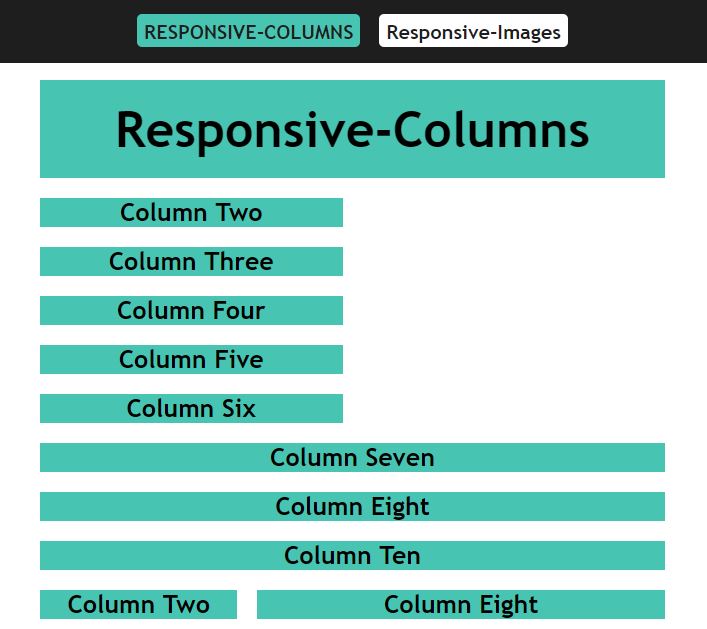 RESPONSIVE-COLUMNS Responsive-Images
Responsive-Columns
Column Two
Column Three
Column Four
Column Five
Column Six
Column Seven
Column Eight
Column Ten
Column Two Column Eight